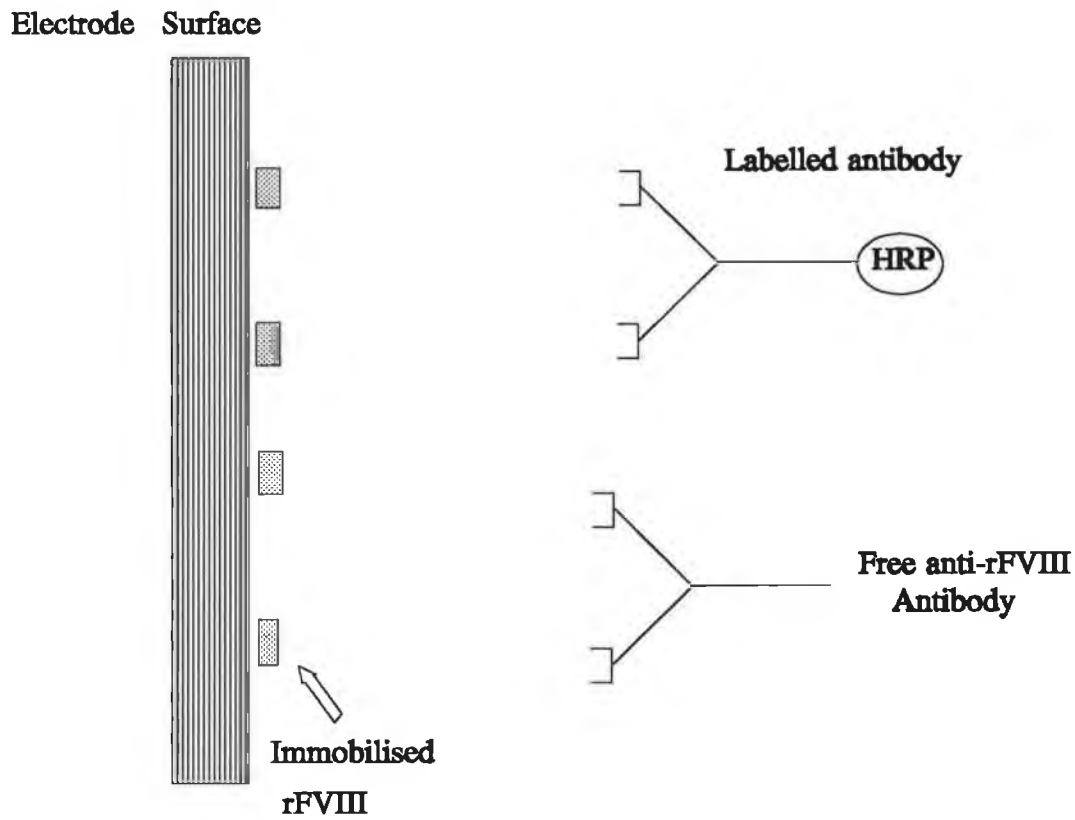 Electrode Surface
Labelled antibody
HRP
Free anti-rFVIII
Antibody
Immobilised
rFVIII